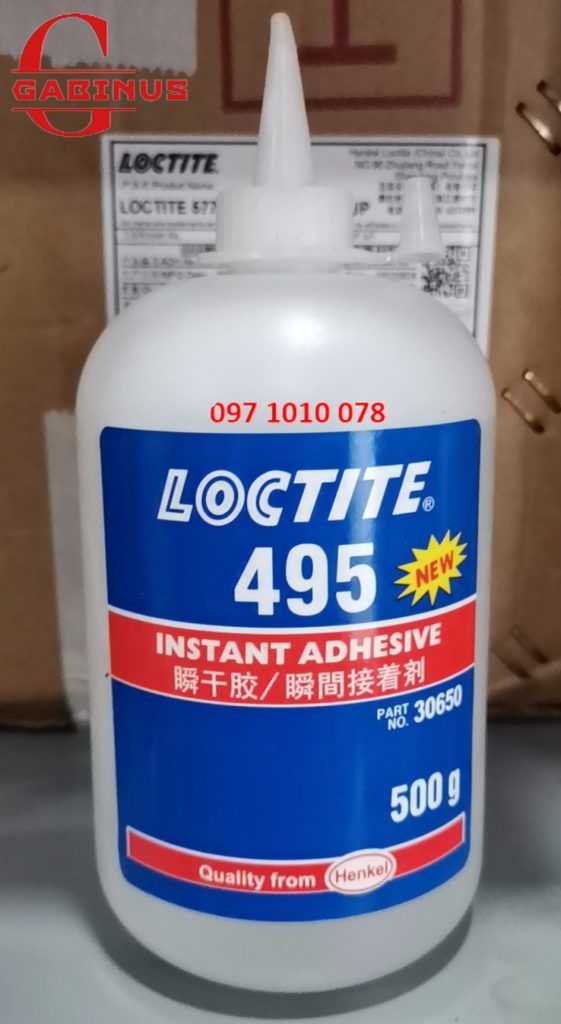 G
GABINUS
LOCTITE
LOCTITE 577
097 1010 078
LOCTITE®
495
NEW
INSTANT ADHESIVE
瞬干胶/瞬間接着剤
PART NO. 30650
500 g
Quality from Henkel